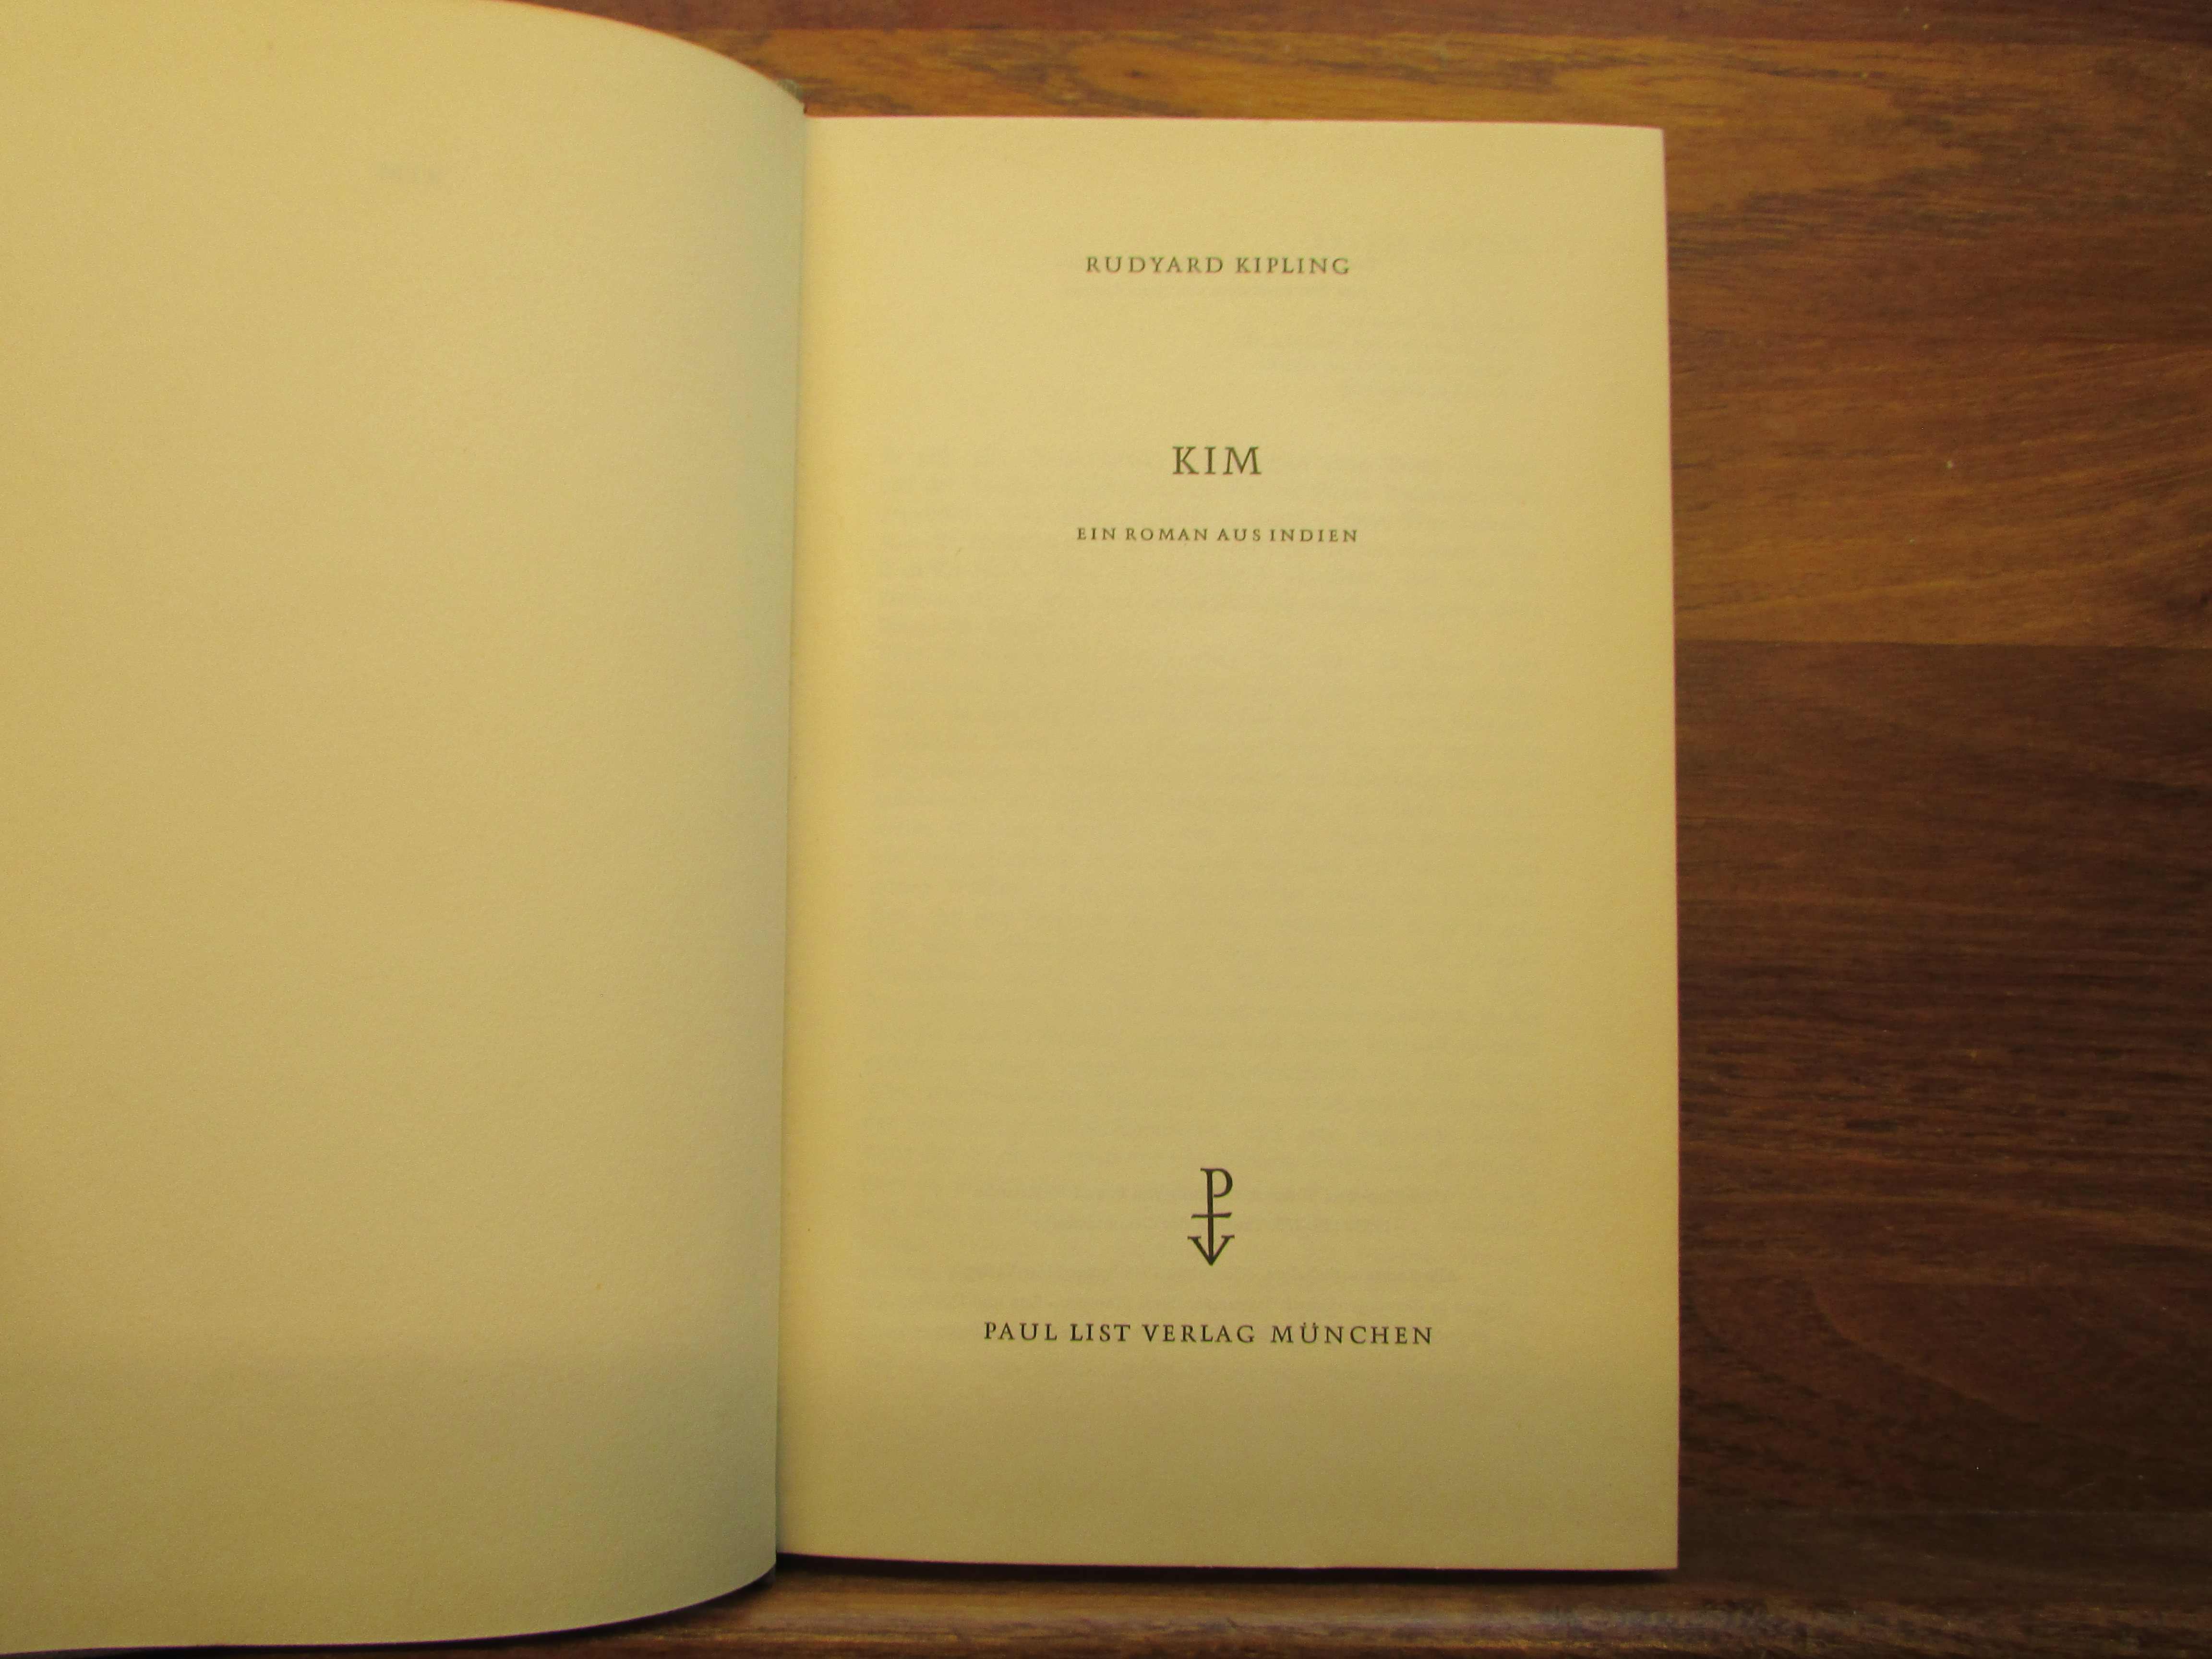 RUDYARD KIPLING
KIM
EIN ROMAN AUS INDIEN
P
PAUL LIST VERLAG MÜNCHEN